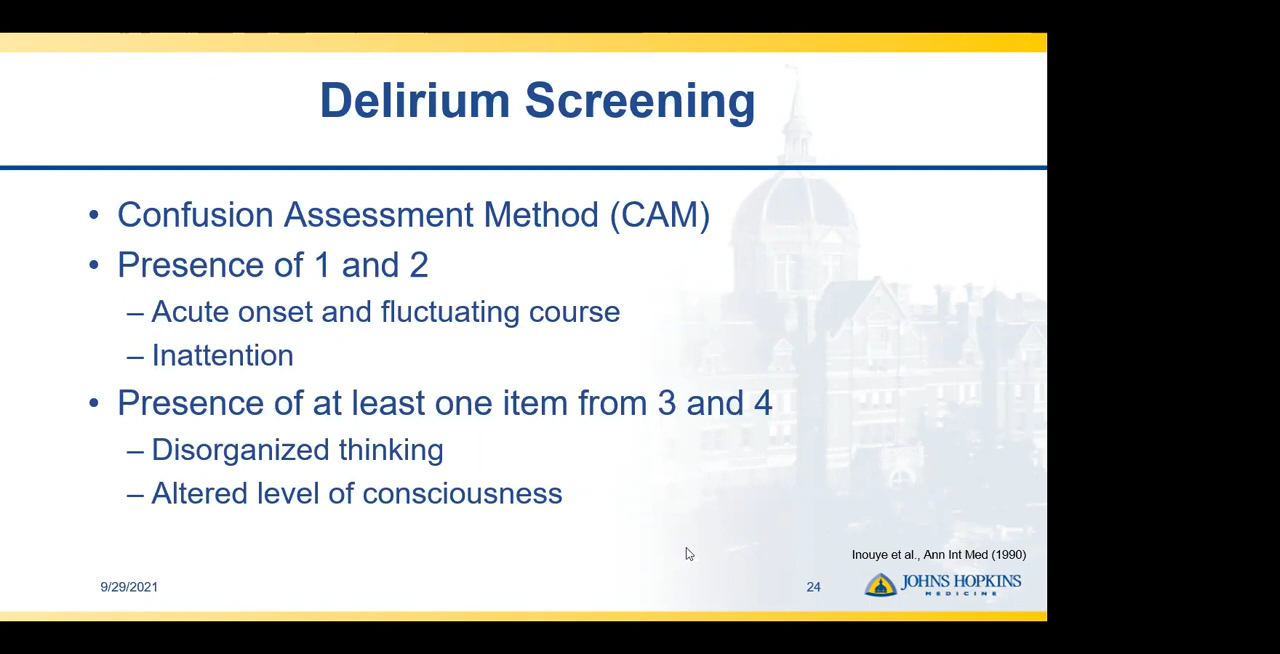 Delirium Screening
• Confusion Assessment Method (CAM)
• Presence of 1 and 2
– Acute onset and fluctuating course
– Inattention
• Presence of at least one item from 3 and 4
– Disorganized thinking
– Altered level of consciousness
Inouye et al., Ann Int Med (1990)
9/29/2021
24
JOHNS HOPKINS
MEDICINE